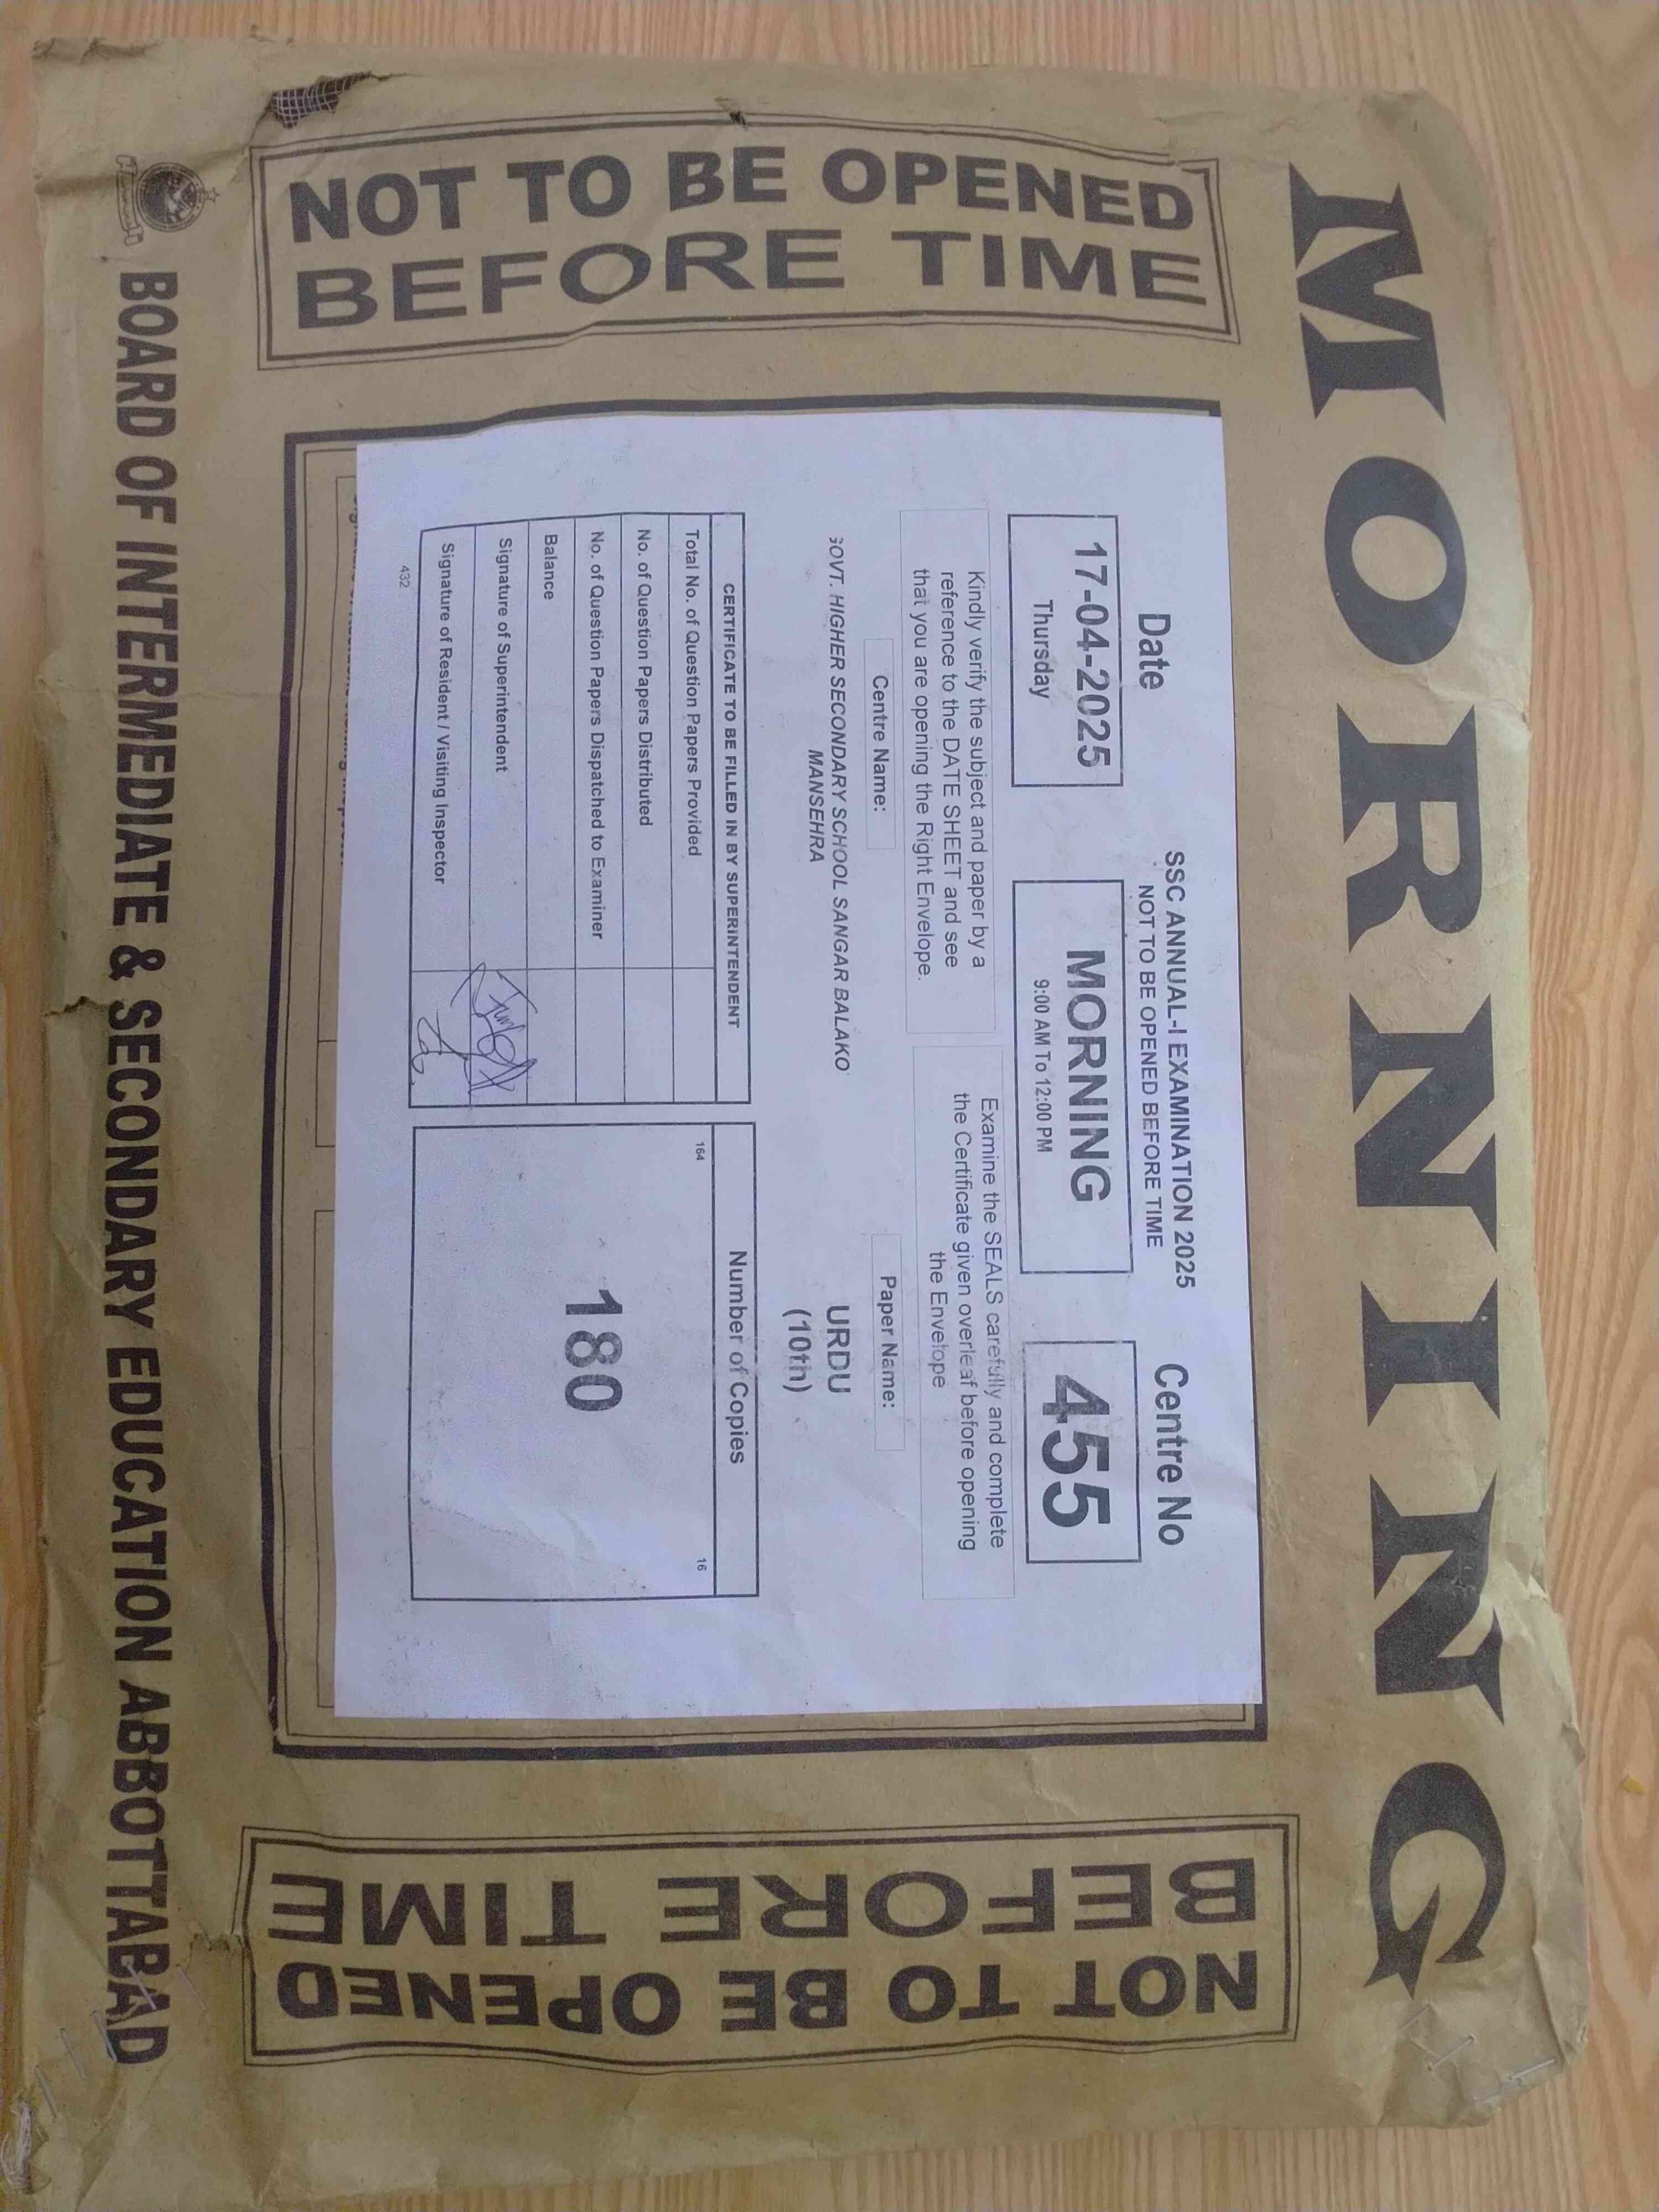 MORNING
NOT TO BE OPENED
BEFORE TIME
SSC ANNUAL-I EXAMINATION 2025
NOT TO BE OPENED BEFORE TIME
Date
17-04-2025
Thursday
MORNING
9:00 AM To 12:00 PM
Centre No
455
Kindly verify the subject and paper by a
reference to the DATE SHEET and see
that you are opening the Right Envelope.
Examine the SEALS carefully and complete
the Certificate given overleaf before opening
the Envelope
Centre Name:
GOVT. HIGHER SECONDARY SCHOOL SANGAR BALAKO
MANSEHRA
Paper Name:
URDU
(10th)
CERTIFICATE TO BE FILLED IN BY SUPERINTENDENT
Total No. of Question Papers Provided
No. of Question Papers Distributed
No. of Question Papers Dispatched to Examiner
Balance
Signature of Superintendent
Signature of Resident / Visiting Inspector
432
Number of Copies
164
16
180
NOT TO BE OPENED
BEFORE TIME
BOARD OF INTERMEDIATE & SECONDARY EDUCATION ABBOTTABAD